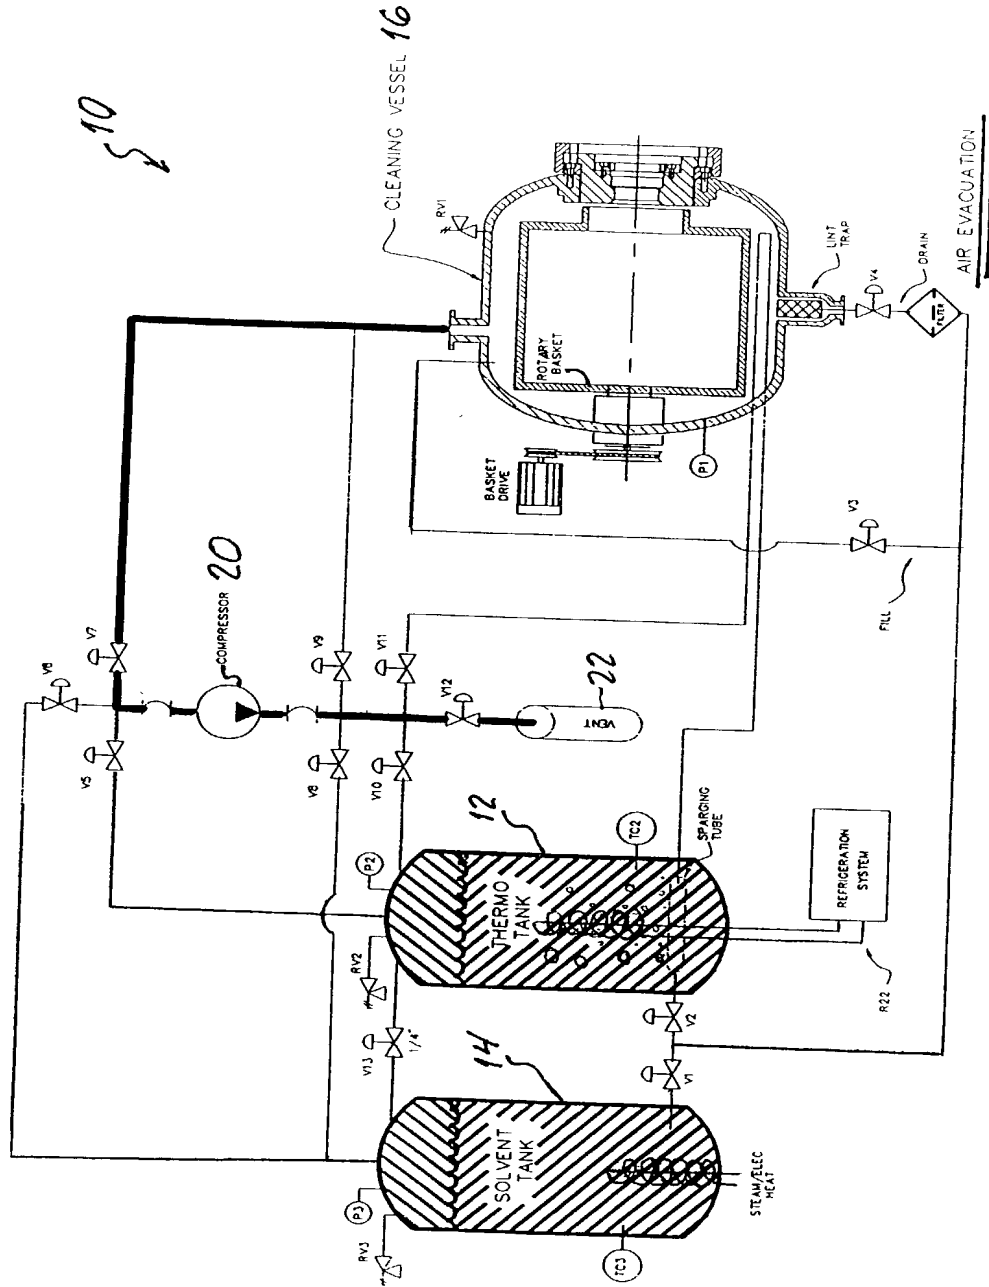 10
CLEANING VESSEL 16
RV1
ROTARY
BASKET
BASKET
DRIVE
P1
LINT
TRAP
V4
DRAIN
FILTER
AIR EVACUATION
V3
FILL
V6
V7
V5
COMPRESSOR 20
V9
V11
V8
V10
V12
VENT
22
12
P2
RV2
THERMO
TANK
TC2
SPARGING
TUBE
REFRIGERATION
SYSTEM
R22
V13
1/4"
V2
V1
14
P3
RV3
SOLVENT
TANK
TC3
STEAM/ELEC
HEAT